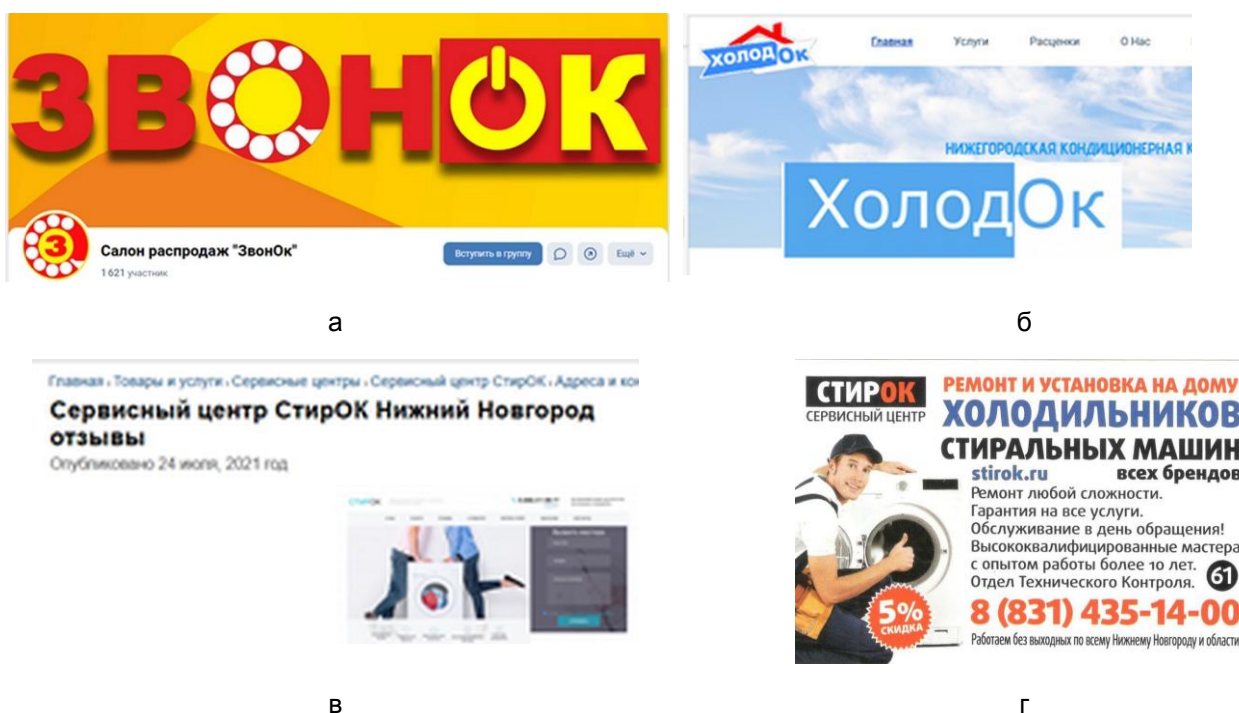 ЗВОНОК
Салон распродаж "ЗвонОк"
1 621 участник
Вступить в группу
Ещё
З
ХОЛОДОК
Главная Услуги Расценки О Нас
НИЖЕГОРОДСКАЯ КОНДИЦИОНЕРНАЯ К
ХолодОк
а
б
Главная Товары и услуги Сервисные центры Сервисный центр СтирОК Адреса и кон
Сервисный центр СтирОК Нижний Новгород
отзывы
Опубликовано 24 июля, 2021 год
СТИРОК
СЕРВИСНЫЙ ЦЕНТР
РЕМОНТ И УСТАНОВКА НА ДОМУ
ХОЛОДИЛЬНИКОВ
СТИРАЛЬНЫХ МАШИН
stirok.ru всех брендов
Ремонт любой сложности.
Гарантия на все услуги.
Обслуживание в день обращения!
Высококвалифицированные мастера
с опытом работы более 10 лет.
Отдел Технического Контроля. 61
5%
СКИДКА
8 (831) 435-14-00
Работаем без выходных по всему Нижнему Новгороду и области
в
г